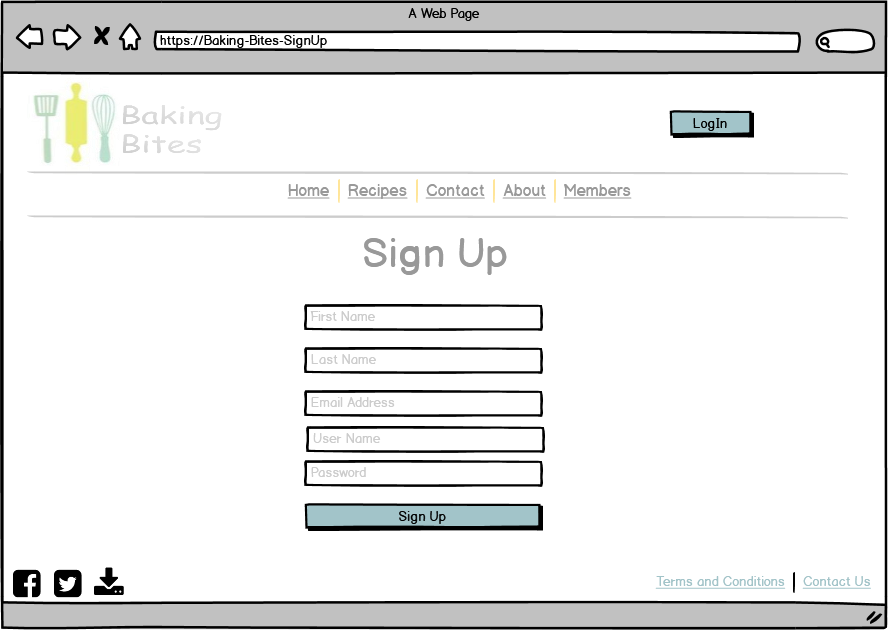 A Web Page
https://Baking-Bites-SignUp
Baking
Bites
LogIn
Home Recipes Contact About Members
Sign Up
First Name
Last Name
Email Address
User Name
Password
Sign Up
Terms and Conditions Contact Us